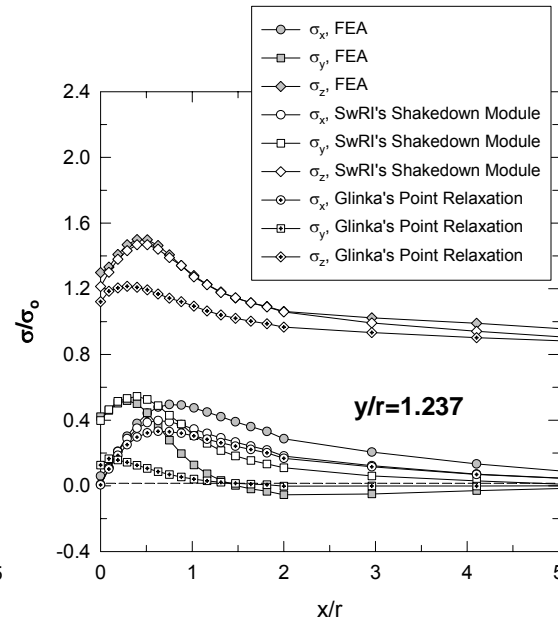 σx, FEA
σy, FEA
σz, FEA
σx, SwRI's Shakedown Module
σy, SwRI's Shakedown Module
σz, SwRI's Shakedown Module
σx, Glinka's Point Relaxation
σy, Glinka's Point Relaxation
σz, Glinka's Point Relaxation
2.4
2.0
1.6
1.2
0.8
0.4
0.0
-0.4
σ/σo
y/r=1.237
5
0
1
2
3
4
5
x/r